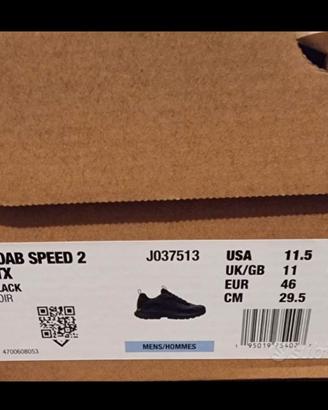 OAB SPEED 2
TX
LACK
OIR
4700608053
J037513
MENS/HOMMES
USA 11.5
UK/GB 11
EUR 46
CM 29.5